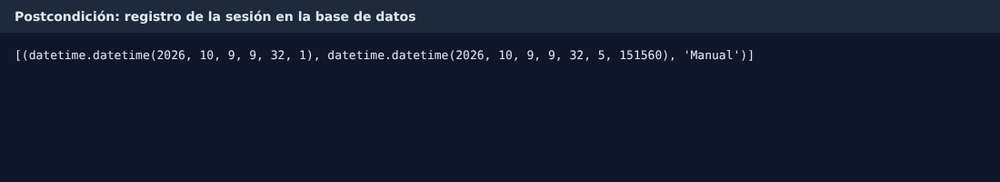 Postcondición: registro de la sesión en la base de datos
[(datetime.datetime(2026, 10, 9, 9, 32, 1), datetime.datetime(2026, 10, 9, 9, 32, 5, 151560), 'Manual')]